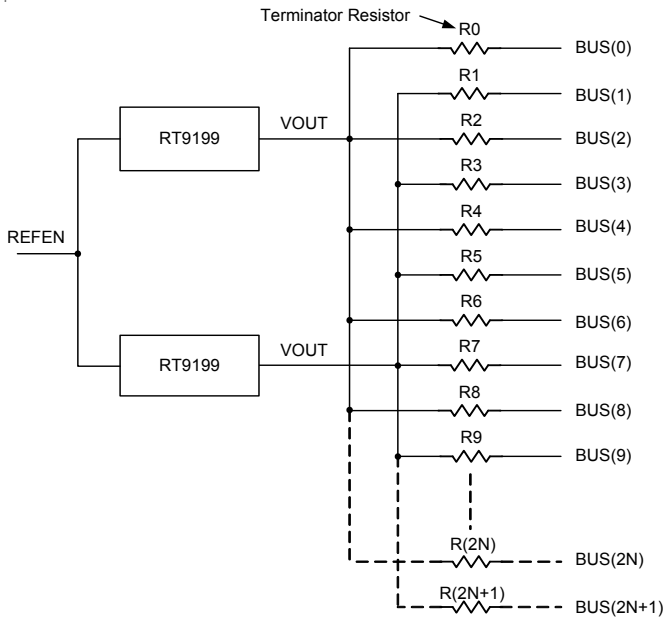 Terminator Resistor
R0
BUS(0)
R1
BUS(1)
RT9199
VOUT
R2
BUS(2)
R3
BUS(3)
R4
BUS(4)
REFEN
R5
BUS(5)
R6
BUS(6)
RT9199
VOUT
R7
BUS(7)
R8
BUS(8)
R9
BUS(9)
R(2N)
BUS(2N)
R(2N+1)
BUS(2N+1)